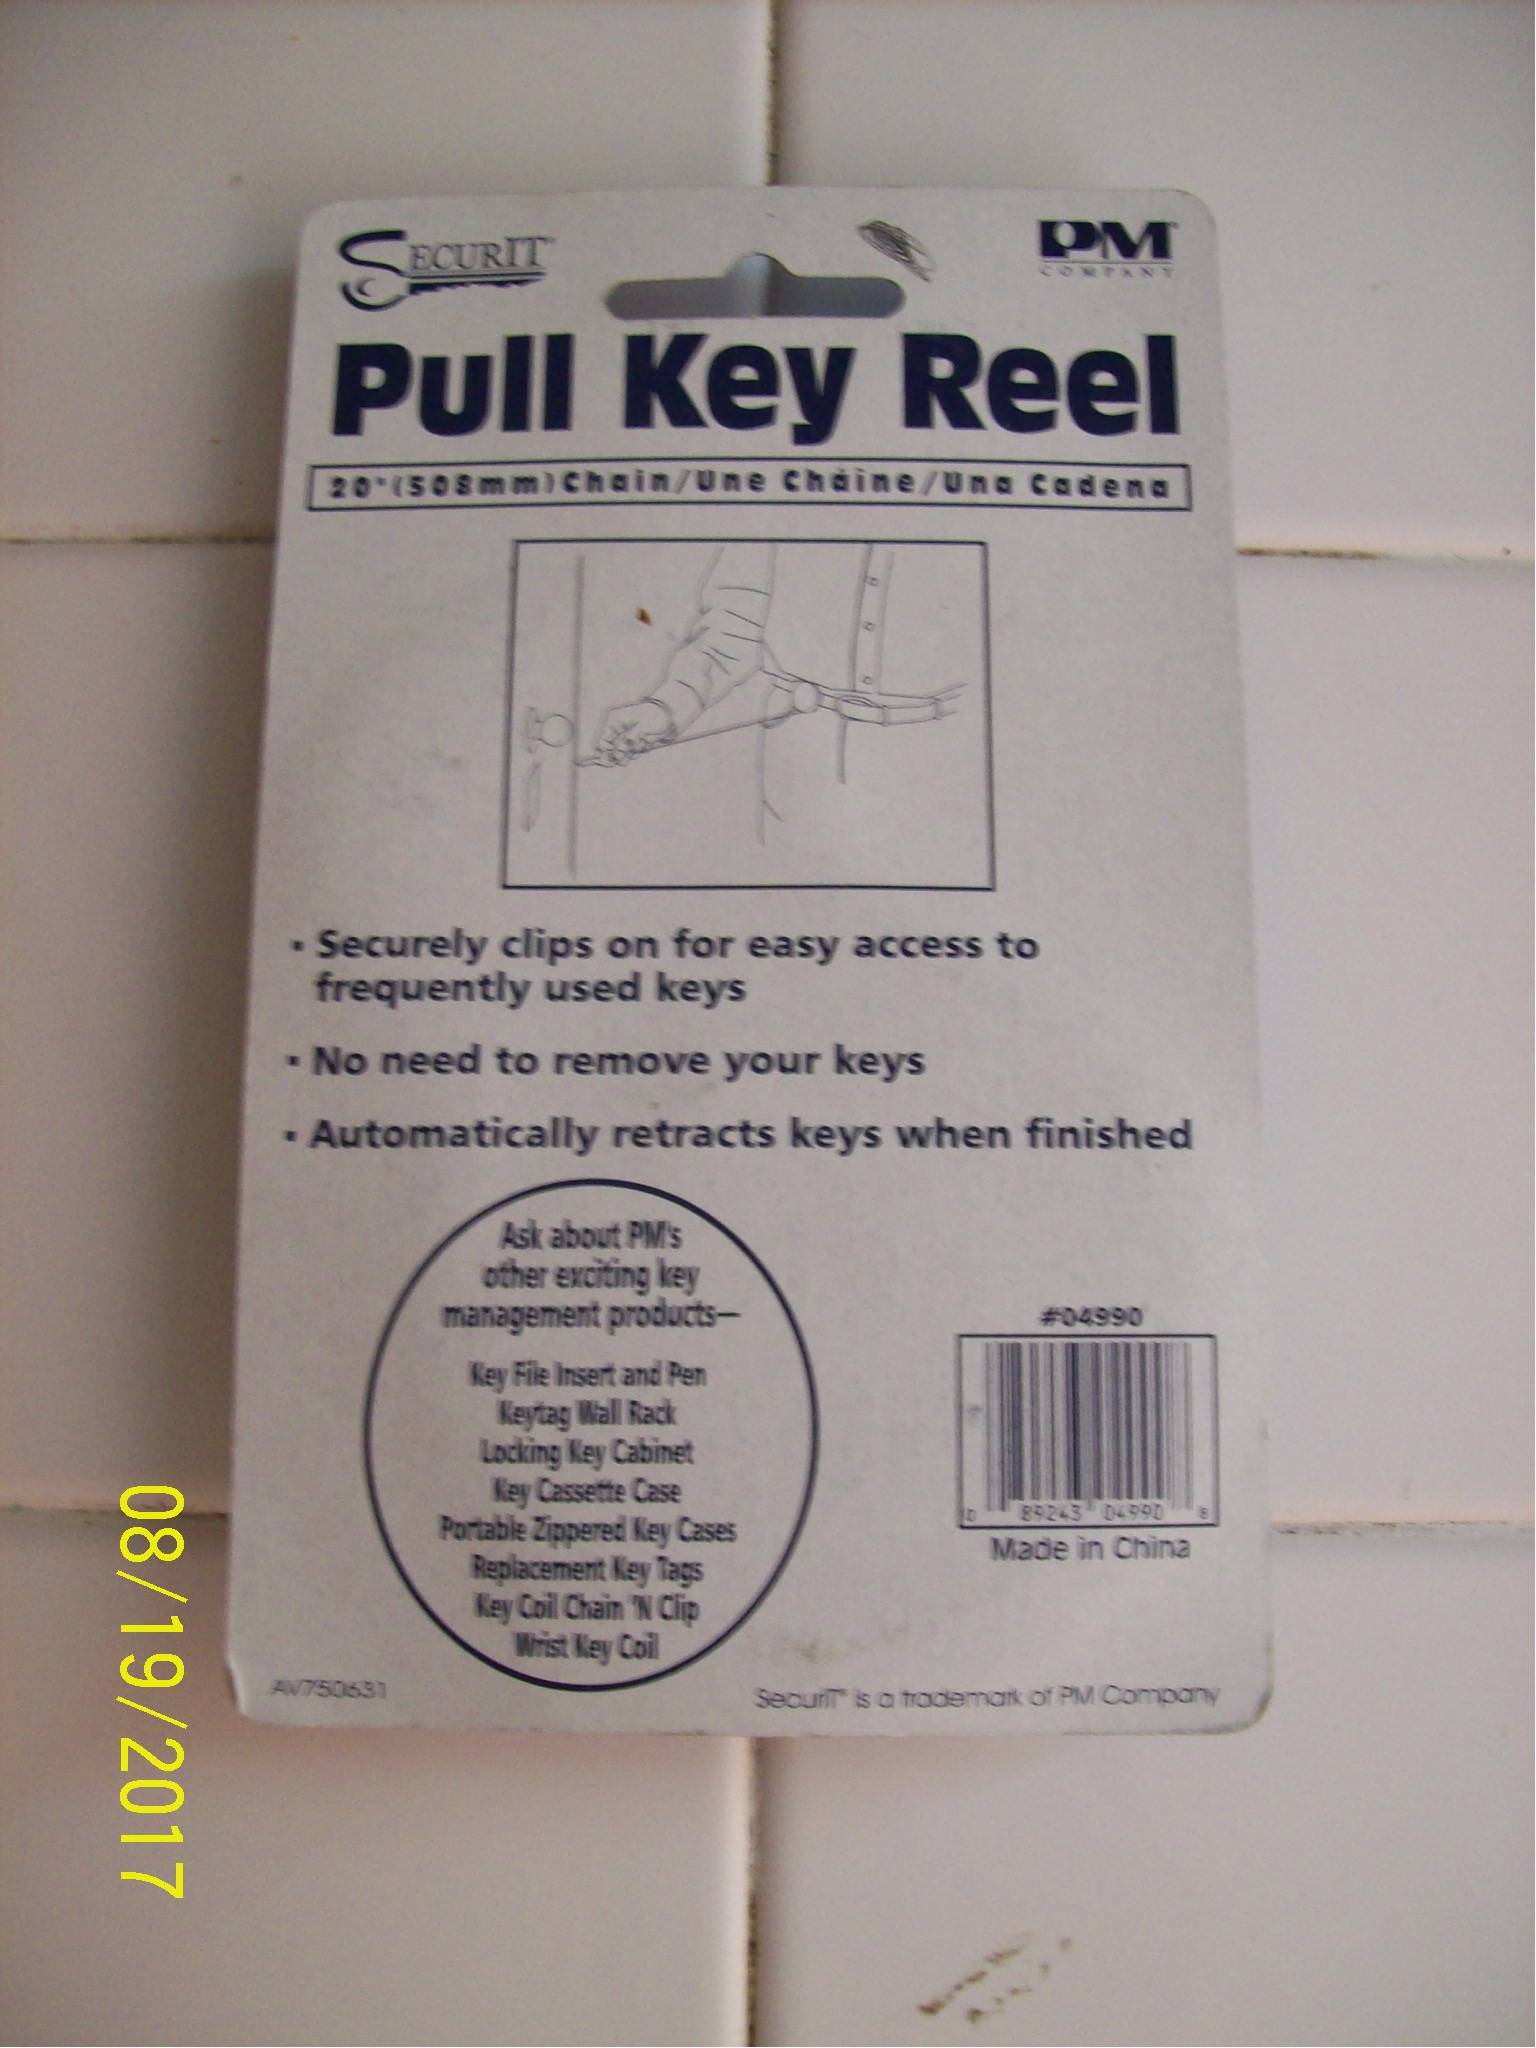 SECURIT®
PM®
COMPANY
Pull Key Reel
20"(508mm)Chain/Une Cháine/Una Cadena
▪ Securely clips on for easy access to
frequently used keys
▪ No need to remove your keys
▪ Automatically retracts keys when finished
Ask about PM's
other exciting key
management products—
Key File Insert and Pen
Keytag Wall Rack
Locking Key Cabinet
Key Cassette Case
Portable Zippered Key Cases
Replacement Key Tags
Key Coil Chain 'N Clip
Wrist Key Coil
#04990
0 89243 04990 8
Made in China
AV750631
SecurIT® is a trademark of PM Company
08/19/2017